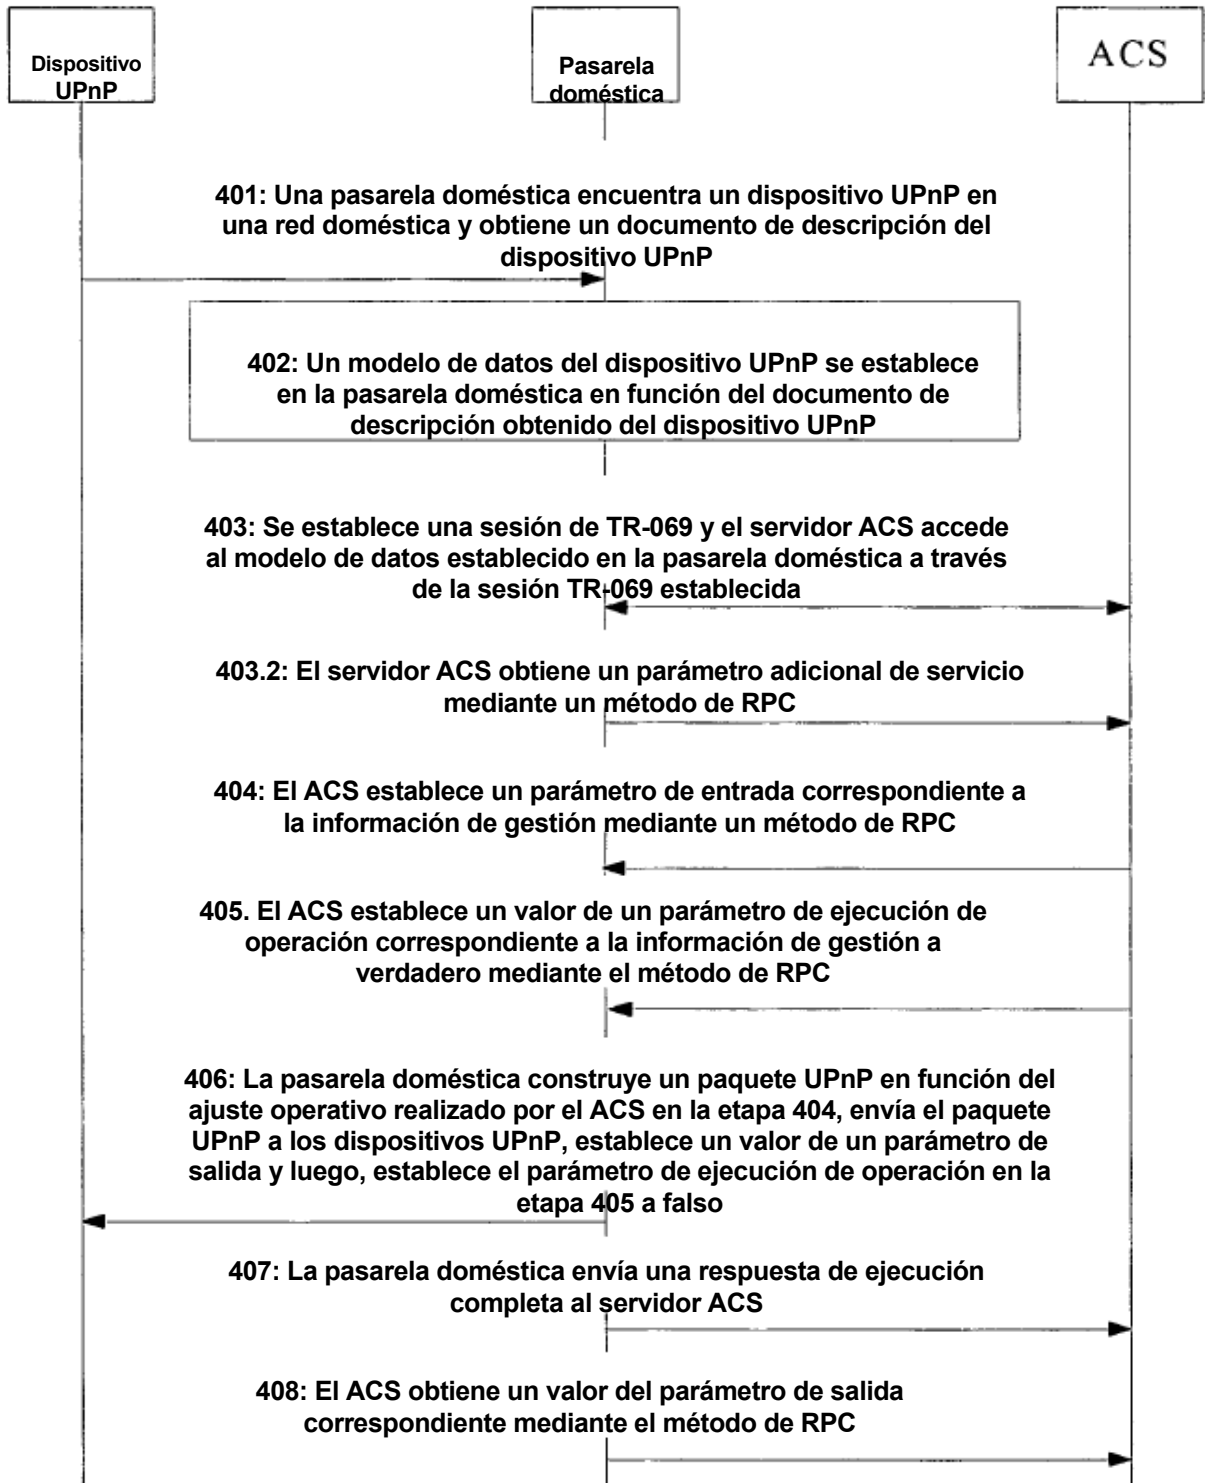 Dispositivo
UPnP
Pasarela
doméstica
ACS
401: Una pasarela doméstica encuentra un dispositivo UPnP en
una red doméstica y obtiene un documento de descripción del
dispositivo UPnP
402: Un modelo de datos del dispositivo UPnP se establece
en la pasarela doméstica en función del documento de
descripción obtenido del dispositivo UPnP
403: Se establece una sesión de TR-069 y el servidor ACS accede
al modelo de datos establecido en la pasarela doméstica a través
de la sesión TR-069 establecida
403.2: El servidor ACS obtiene un parámetro adicional de servicio
mediante un método de RPC
404: El ACS establece un parámetro de entrada correspondiente a
la información de gestión mediante un método de RPC
405. El ACS establece un valor de un parámetro de ejecución de
operación correspondiente a la información de gestión a
verdadero mediante el método de RPC
406: La pasarela doméstica construye un paquete UPnP en función del
ajuste operativo realizado por el ACS en la etapa 404, envía el paquete
UPnP a los dispositivos UPnP, establece un valor de un parámetro de
salida y luego, establece el parámetro de ejecución de operación en la
etapa 405 a falso
407: La pasarela doméstica envía una respuesta de ejecución
completa al servidor ACS
408: El ACS obtiene un valor del parámetro de salida
correspondiente mediante el método de RPC